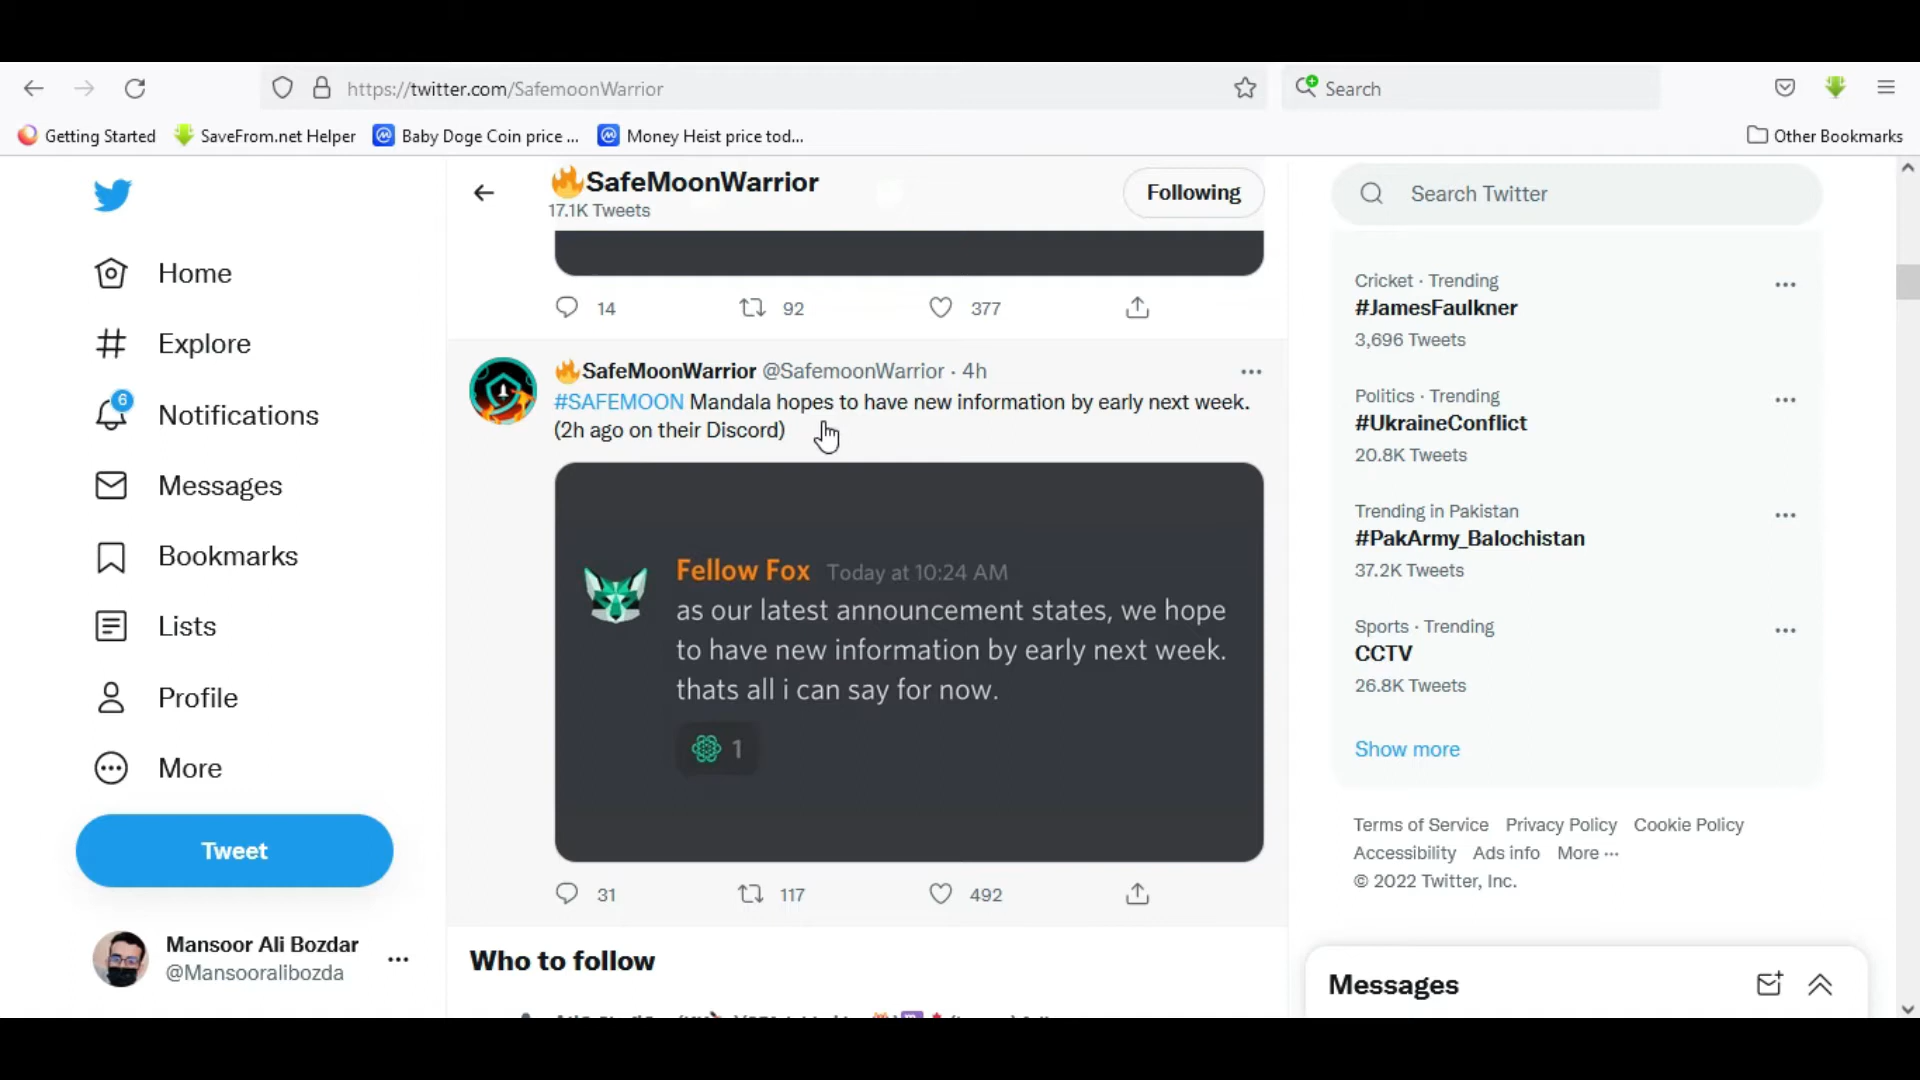 https://twitter.com/SafemoonWarrior
Search
Getting Started
SaveFrom.net Helper
Baby Doge Coin price ...
Money Heist price tod...
Other Bookmarks
Home
Explore
6
Notifications
Messages
Bookmarks
Lists
Profile
More
Tweet
Mansoor Ali Bozdar
@Mansooralibozda
🔥SafeMoonWarrior
17.1K Tweets
Following
14 92 377
🔥SafeMoonWarrior @SafemoonWarrior · 4h
#SAFEMOON Mandala hopes to have new information by early next week.
(2h ago on their Discord)
Fellow Fox Today at 10:24 AM
as our latest announcement states, we hope
to have new information by early next week.
thats all i can say for now.
1
31 117 492
Who to follow
Search Twitter
Cricket · Trending
#JamesFaulkner
3,696 Tweets
Politics · Trending
#UkraineConflict
20.8K Tweets
Trending in Pakistan
#PakArmy_Balochistan
37.2K Tweets
Sports · Trending
CCTV
26.8K Tweets
Show more
Terms of Service Privacy Policy Cookie Policy
Accessibility Ads info More ···
© 2022 Twitter, Inc.
Messages